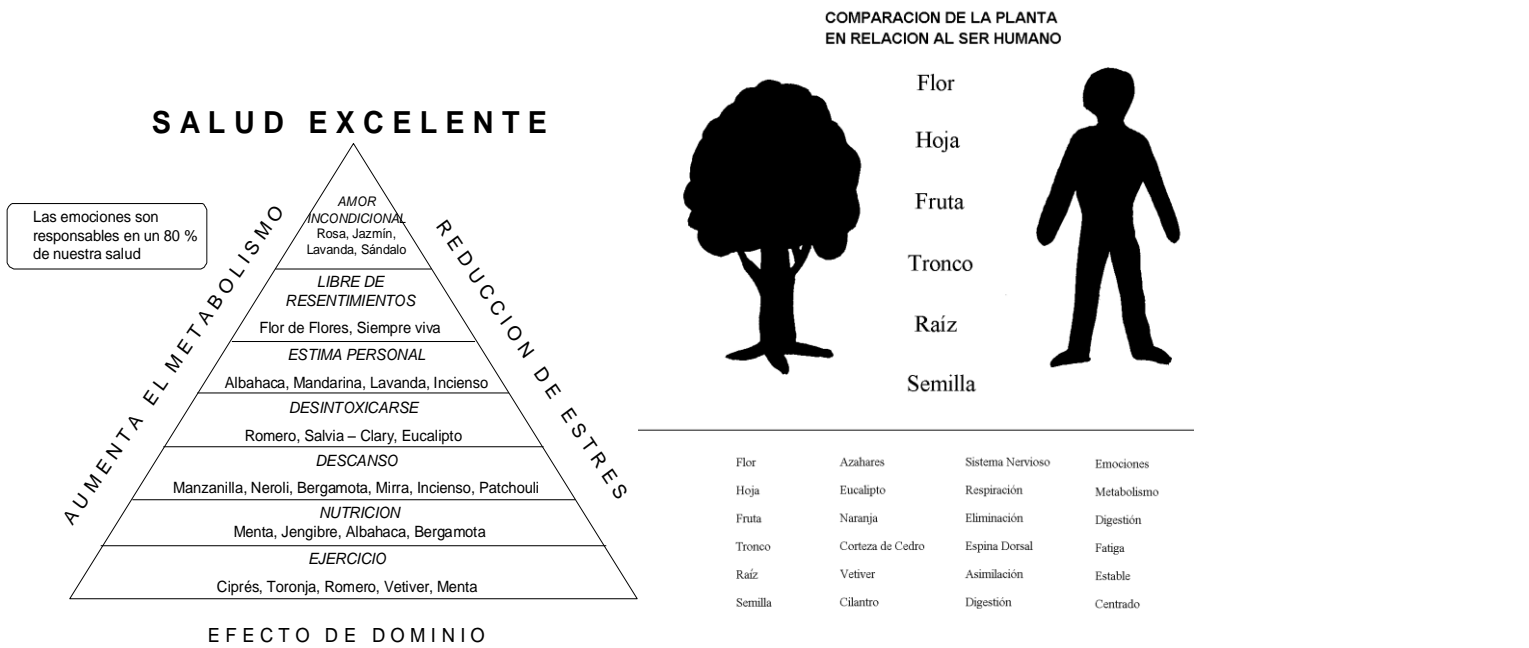 SALUD EXCELENTE
Las emociones son
responsables en un 80 %
de nuestra salud
AUMENTA EL METABOLISMO
REDUCCION DE ESTRES
AMOR
INCONDICIONAL
Rosa, Jazmín,
Lavanda, Sándalo
LIBRE DE
RESENTIMIENTOS
Flor de Flores, Siempre viva
ESTIMA PERSONAL
Albahaca, Mandarina, Lavanda, Incienso
DESINTOXICARSE
Romero, Salvia – Clary, Eucalipto
DESCANSO
Manzanilla, Neroli, Bergamota, Mirra, Incienso, Patchouli
NUTRICION
Menta, Jengibre, Albahaca, Bergamota
EJERCICIO
Ciprés, Toronja, Romero, Vetiver, Menta
EFECTO DE DOMINIO
COMPARACION DE LA PLANTA
EN RELACION AL SER HUMANO
Flor
Hoja
Fruta
Tronco
Raíz
Semilla
Flor Azahares Sistema Nervioso Emociones
Hoja Eucalipto Respiración Metabolismo
Fruta Naranja Eliminación Digestión
Tronco Corteza de Cedro Espina Dorsal Fatiga
Raíz Vetiver Asimilación Estable
Semilla Cilantro Digestión Centrado